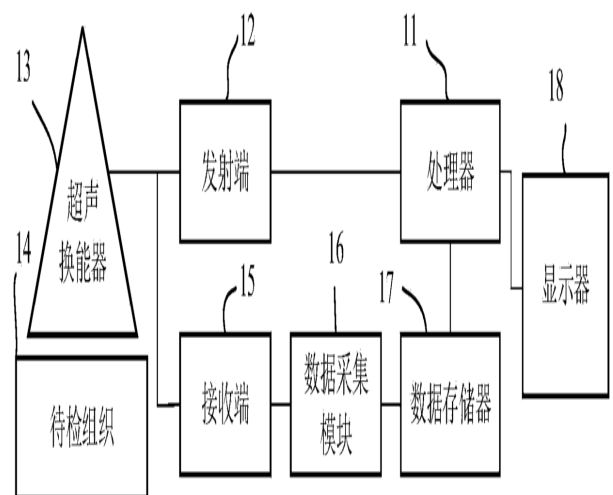 12
11
13
18
发射端
处理器
超声
换能器
14
15
16
17
显示器
接收端
数据采集
模块
数据存储器
待检组织